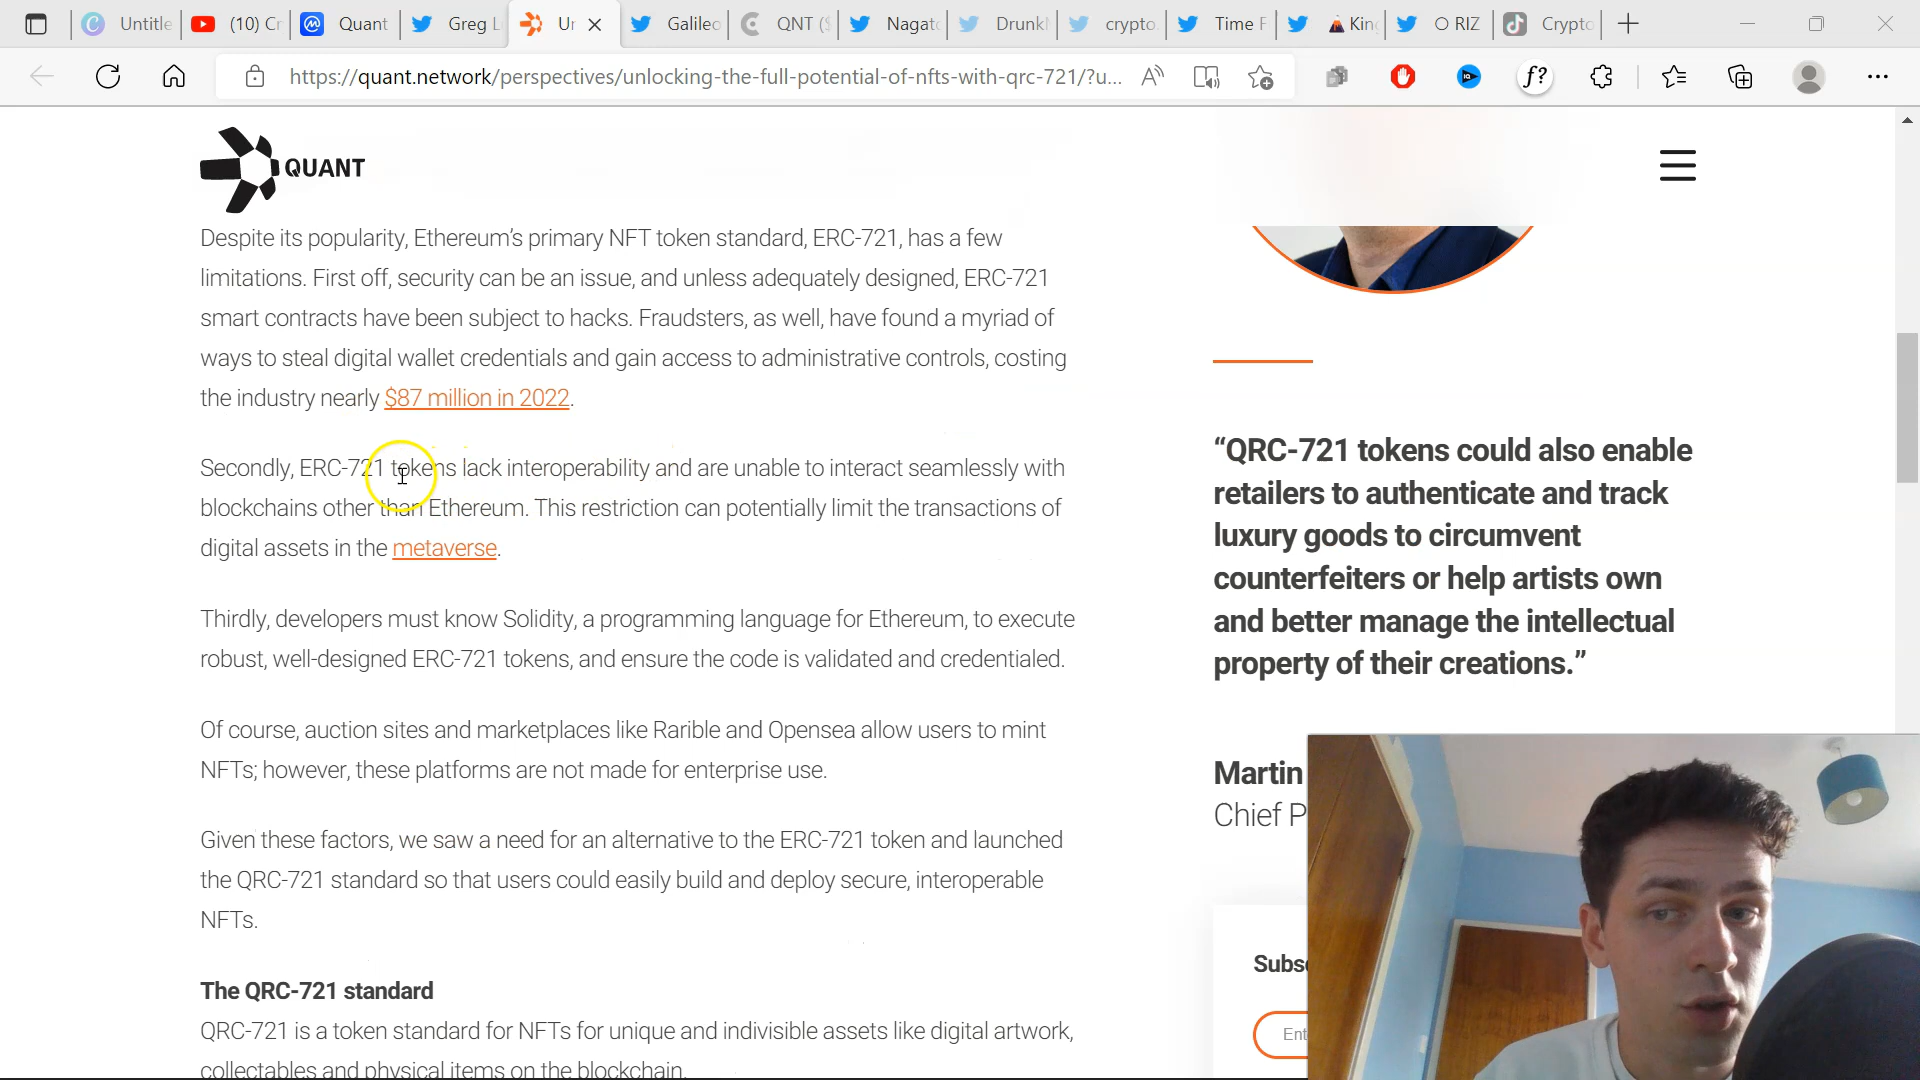 Untitle
(10) Cr
Quant
Greg L
Ur
Galileo
QNT ($
Nagato
Drunk
crypto
Time F
King
O RIZ
Crypto
https://quant.network/perspectives/unlocking-the-full-potential-of-nfts-with-qrc-721/?u...
QUANT
Despite its popularity, Ethereum's primary NFT token standard, ERC-721, has a few
limitations. First off, security can be an issue, and unless adequately designed, ERC-721
smart contracts have been subject to hacks. Fraudsters, as well, have found a myriad of
ways to steal digital wallet credentials and gain access to administrative controls, costing
the industry nearly $87 million in 2022.
Secondly, ERC-721 tokens lack interoperability and are unable to interact seamlessly with
blockchains other than Ethereum. This restriction can potentially limit the transactions of
digital assets in the metaverse.
Thirdly, developers must know Solidity, a programming language for Ethereum, to execute
robust, well-designed ERC-721 tokens, and ensure the code is validated and credentialed.
Of course, auction sites and marketplaces like Rarible and Opensea allow users to mint
NFTs; however, these platforms are not made for enterprise use.
Given these factors, we saw a need for an alternative to the ERC-721 token and launched
the QRC-721 standard so that users could easily build and deploy secure, interoperable
NFTs.
The QRC-721 standard
QRC-721 is a token standard for NFTs for unique and indivisible assets like digital artwork,
collectables and physical items on the blockchain.
“QRC-721 tokens could also enable
retailers to authenticate and track
luxury goods to circumvent
counterfeiters or help artists own
and better manage the intellectual
property of their creations.”
Martin
Chief P
Subsc
Ent